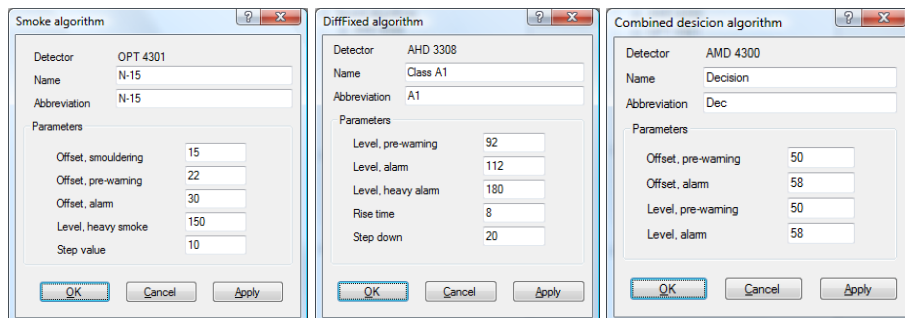 Smoke algorithm
Detector OPT 4301
Name N-15
Abbreviation N-15
Parameters
Offset, smouldering 15
Offset, pre-warning 22
Offset, alarm 30
Level, heavy smoke 150
Step value 10
OK Cancel Apply
DiffFixed algorithm
Detector AHD 3308
Name Class A1
Abbreviation A1
Parameters
Level, pre-warning 92
Level, alarm 112
Level, heavy alarm 180
Rise time 8
Step down 20
OK Cancel Apply
Combined desicion algorithm
Detector AMD 4300
Name Decision
Abbreviation Dec
Parameters
Offset, pre-warning 50
Offset, alarm 58
Level, pre-warning 50
Level, alarm 58
OK Cancel Apply